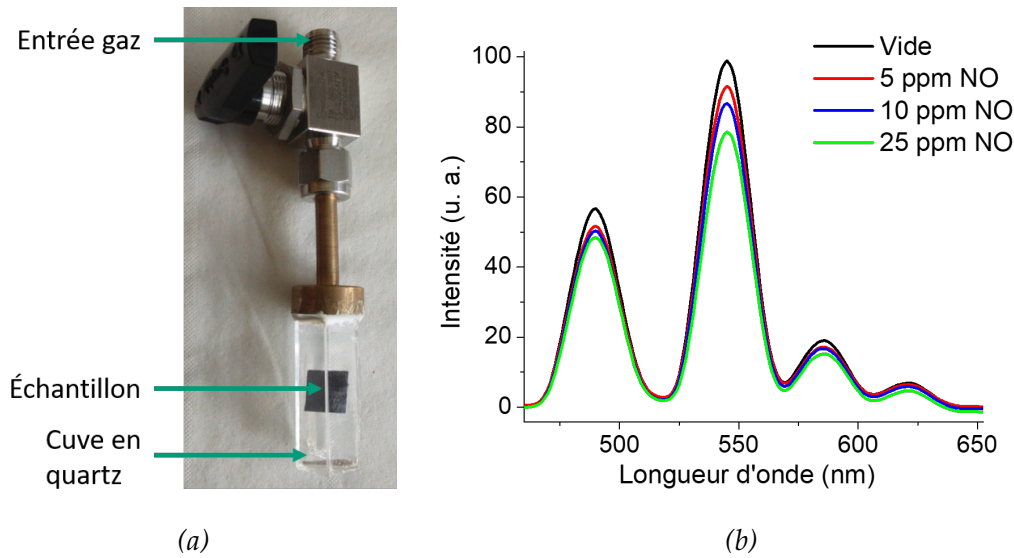 Entrée gaz
Échantillon
Cuve en
quartz
(a)
Vide
5 ppm NO
10 ppm NO
25 ppm NO
100
80
60
40
20
0
Intensité (u. a.)
500
550
600
650
Longueur d'onde (nm)
(b)